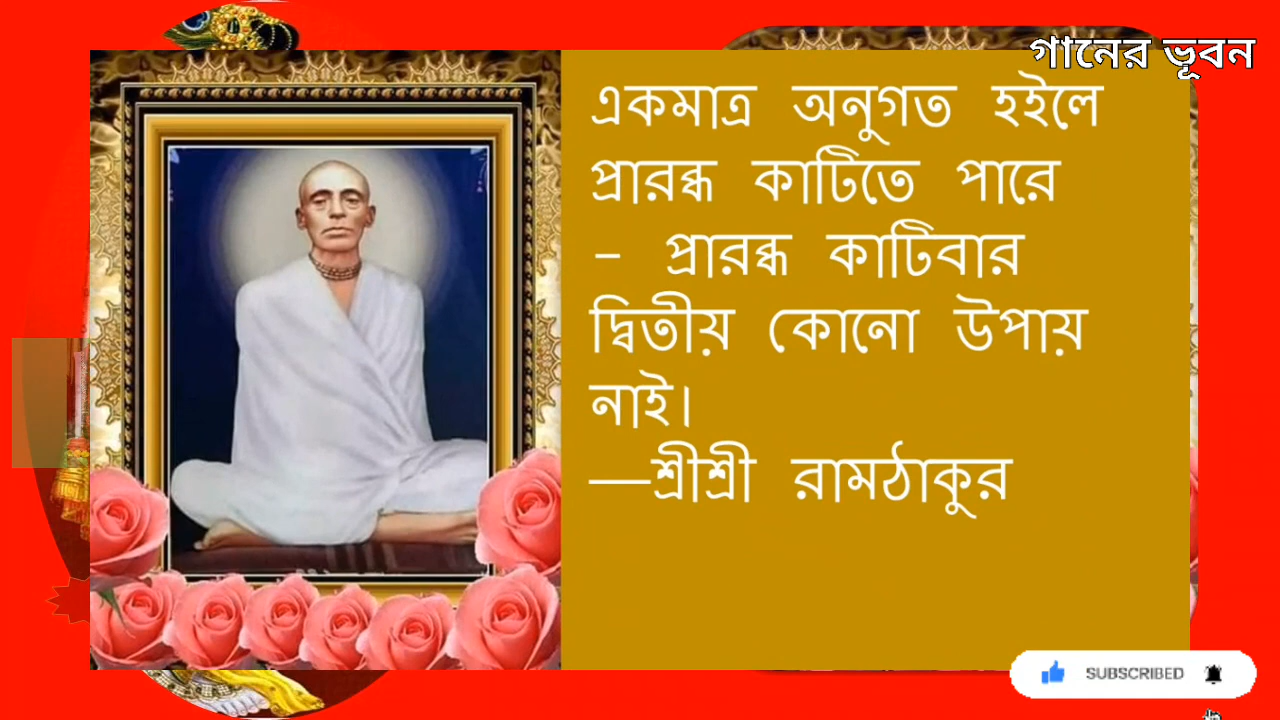 গানের ভূবন
একমাত্র অনুগত হইলে
প্রারব্ধ কাটিতে পারে
- প্রারব্ধ কাটিবার
দ্বিতীয় কোনো উপায়
নাই।
—শ্রীশ্রী রামঠাকুর
SUBSCRIBED